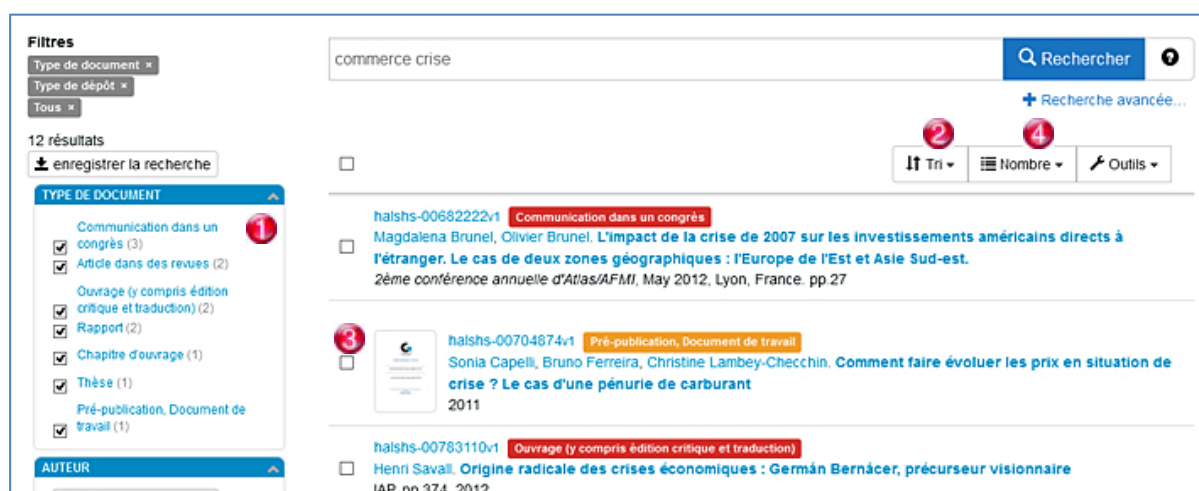 Filtres
Type de document ×
Type de dépôt ×
Tous ×
12 résultats
enregistrer la recherche
TYPE DE DOCUMENT
1
Communication dans un
congrès (3)
Article dans des revues (2)
Ouvrage (y compris édition
critique et traduction) (2)
Rapport (2)
Chapitre d'ouvrage (1)
Thèse (1)
Pré-publication, Document de
travail (1)
AUTEUR
commerce crise
Rechercher
?
+ Recherche avancée...
2
4
Tri
Nombre
Outils
halshs-00682222v1 Communication dans un congrès
Magdalena Brunel, Olivier Brunel. L'impact de la crise de 2007 sur les investissements américains directs à
l'étranger. Le cas de deux zones géographiques : l'Europe de l'Est et Asie Sud-est.
2ème conférence annuelle d'Atlas/AFMI, May 2012, Lyon, France. pp.27
3
halshs-00704874v1 Pré-publication, Document de travail
Sonia Capelli, Bruno Ferreira, Christine Lambey-Checchin. Comment faire évoluer les prix en situation de
crise ? Le cas d'une pénurie de carburant
2011
halshs-00783110v1 Ouvrage (y compris édition critique et traduction)
Henri Savall. Origine radicale des crises économiques : Germán Bernácer, précurseur visionnaire
IAP, pp.374, 2012